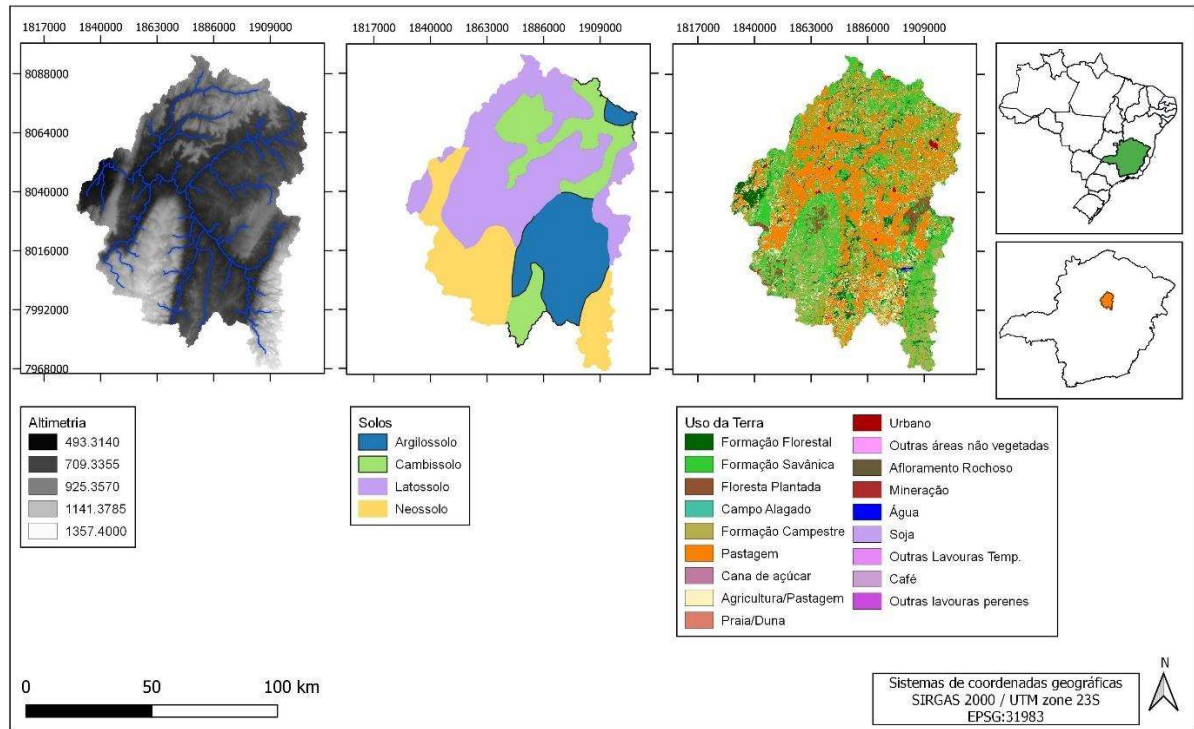 1817000 1863000 1909000
1840000 1886000
1817000 1863000 1909000
1840000 1886000
1817000 1863000 1909000
1840000 1886000
8088000
8064000
8040000
8016000
7992000
7968000
Altimetria
493.3140
709.3355
925.3570
1141.3785
1357.4000
Solos
Argilossolo
Cambissolo
Latossolo
Neossolo
Uso da Terra
Formação Florestal
Formação Savânica
Floresta Plantada
Campo Alagado
Formação Campestre
Pastagem
Cana de açúcar
Agricultura/Pastagem
Praia/Duna
Urbano
Outras áreas não vegetadas
Afloramento Rochoso
Mineração
Água
Soja
Outras Lavouras Temp.
Café
Outras lavouras perenes
0 50 100 km
Sistemas de coordenadas geográficas
SIRGAS 2000 / UTM zone 23S
EPSG:31983
N